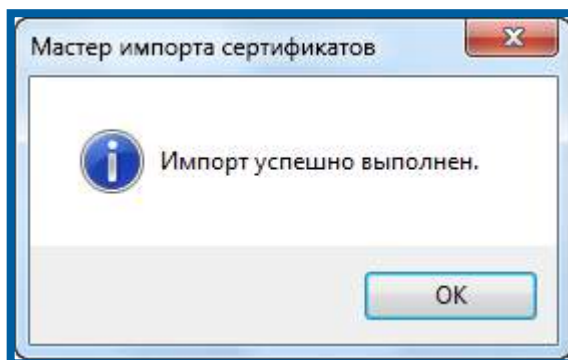 Мастер импорта сертификатов
Импорт успешно выполнен.
OK